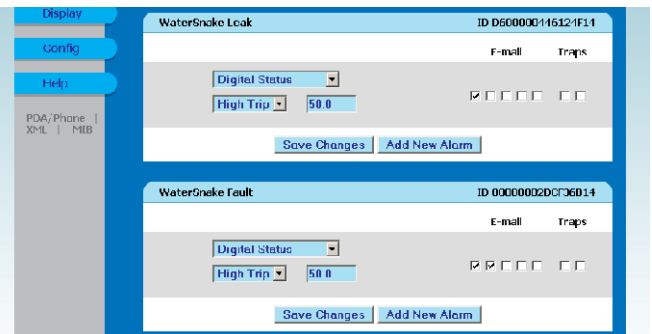 Display
WaterSnake Leak
Config
E-mail Traps
Help
Digital Status
High Trip 50.0
PDA/Phone |
XML | MIB
Save Changes Add New Alarm
WaterSnake Fault
E-mail Traps
Digital Status
High Trip 50.0
Save Changes Add New Alarm